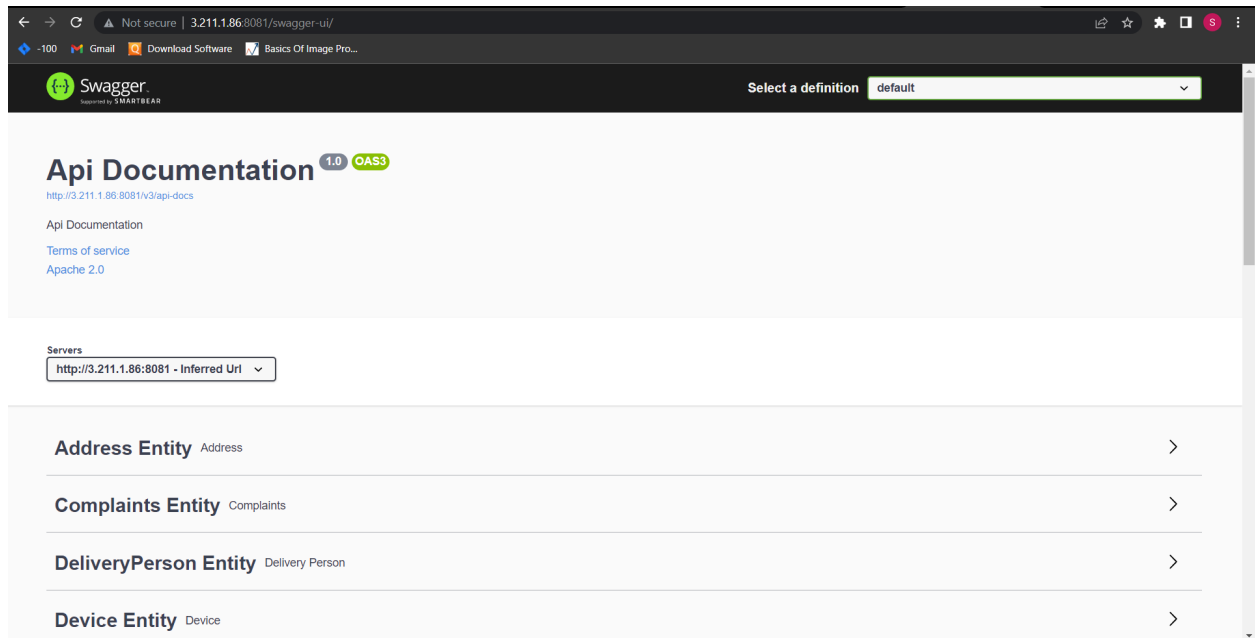 Not secure | 3.211.1.86:8081/swagger-ui/
S
-100 Gmail Download Software Basics Of Image Pro...
{...} Swagger.
Supported by SMARTBEAR
Select a definition default
Api Documentation 1.0 OAS3
http://3.211.1.86:8081/v3/api-docs
Api Documentation
Terms of service
Apache 2.0
Servers
http://3.211.1.86:8081 - Inferred Url
Address Entity Address
Complaints Entity Complaints
DeliveryPerson Entity Delivery Person
Device Entity Device